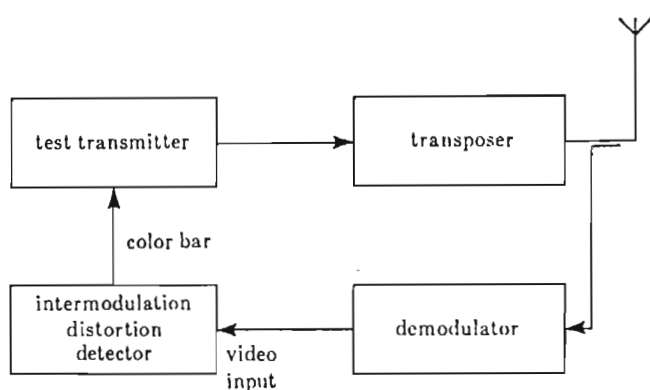 test transmitter
transposer
color bar
intermodulation
distortion
detector
video
input
demodulator